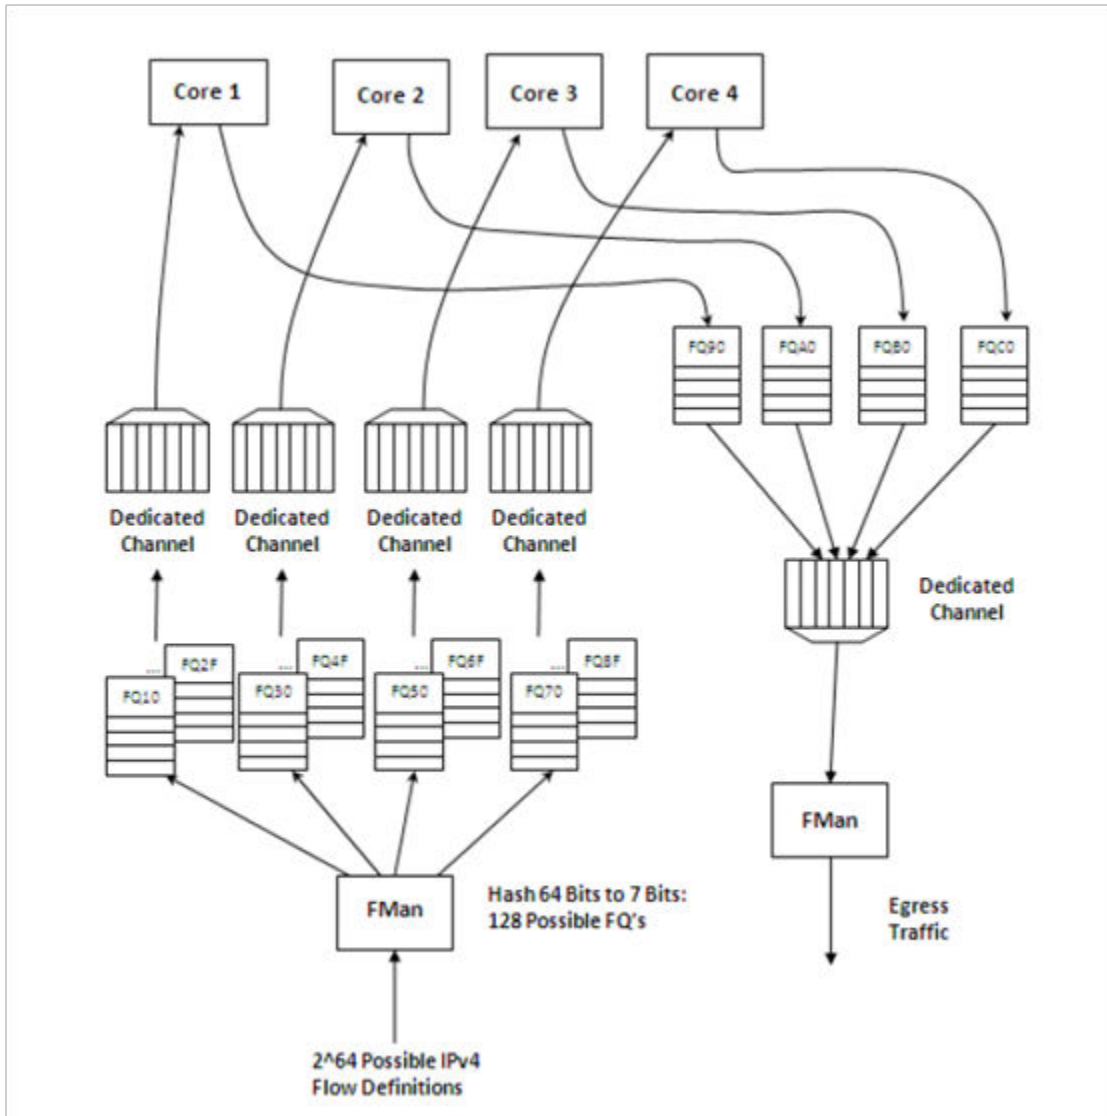 Core 1
Core 2
Core 3
Core 4
FQ90
FQA0
FQB0
FQC0
Dedicated
Channel
Dedicated
Channel
Dedicated
Channel
Dedicated
Channel
Dedicated
Channel
...
FQ2F
FQ10
...
FQ4F
FQ30
...
FQ6F
FQ50
...
FQ8F
FQ70
FMan
Hash 64 Bits to 7 Bits:
128 Possible FQ's
2^64 Possible IPv4
Flow Definitions
FMan
Egress
Traffic